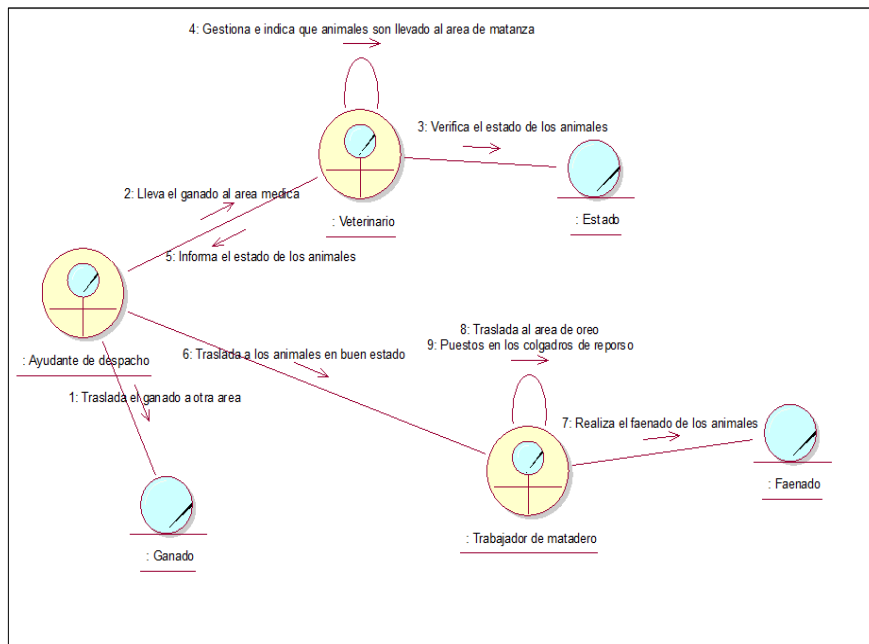 4: Gestiona e indica que animales son llevado al area de matanza
3: Verifica el estado de los animales
2: Lleva el ganado al area medica
: Veterinario
: Estado
5: Informa el estado de los animales
8: Traslada al area de oreo
9: Puestos en los colgadros de reporso
6: Traslada a los animales en buen estado
: Ayudante de despacho
1: Traslada el ganado a otra area
7: Realiza el faenado de los animales
: Faenado
: Trabajador de matadero
: Ganado